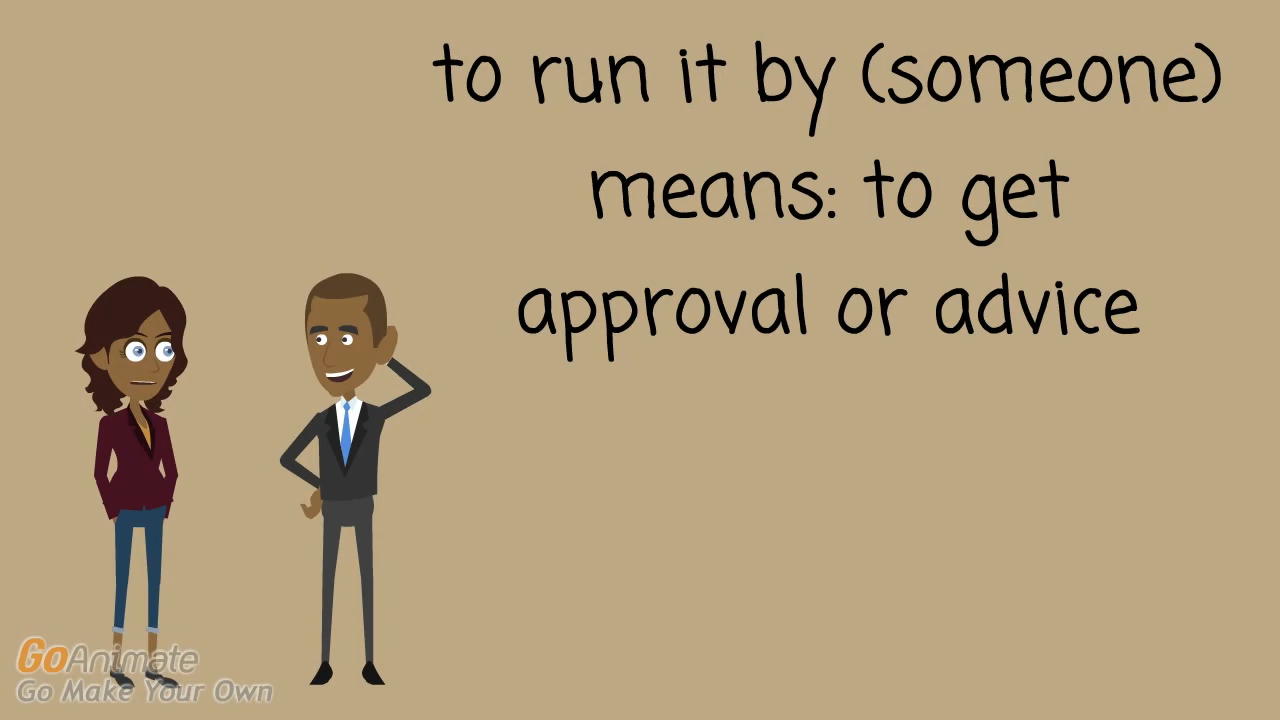 to run it by (someone)
means: to get
approval or advice
GoAnimate
Go Make Your Own